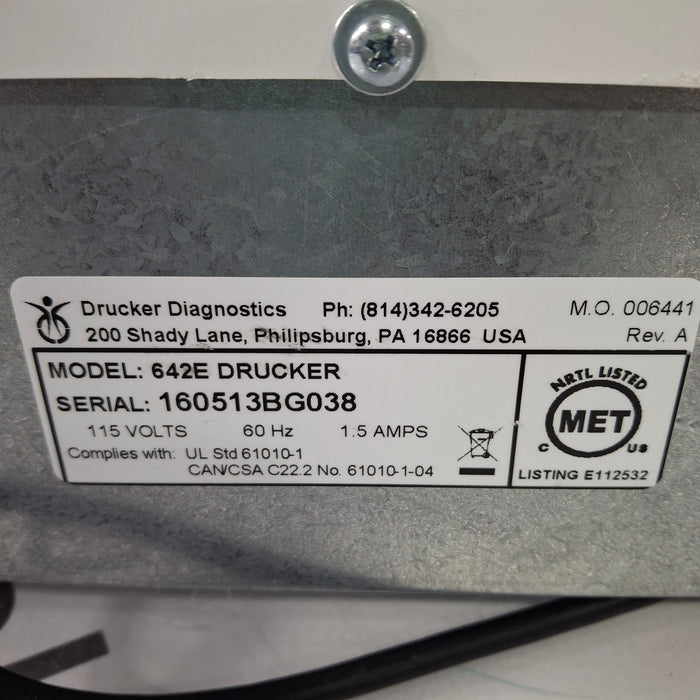 Drucker Diagnostics Ph: (814)342-6205 M.O. 006441
200 Shady Lane, Philipsburg, PA 16866 USA Rev. A
MODEL: 642E DRUCKER
SERIAL: 160513BG038
115 VOLTS 60 Hz 1.5 AMPS
Complies with: UL Std 61010-1
CAN/CSA C22.2 No. 61010-1-04
NRTL LISTED
MET
C US
LISTING E112532